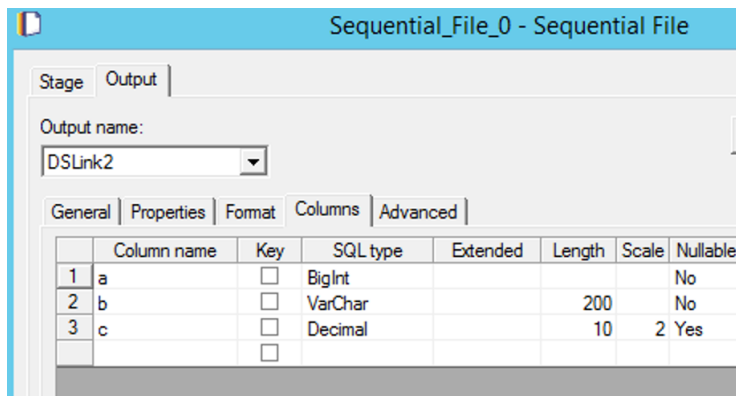 Sequential_File_0 - Sequential File
Stage Output
Output name:
DSLink2
General Properties Format Columns Advanced
Column name Key SQL type Extended Length Scale Nullable
1 a BigInt No
2 b VarChar 200 No
3 c Decimal 10 2 Yes